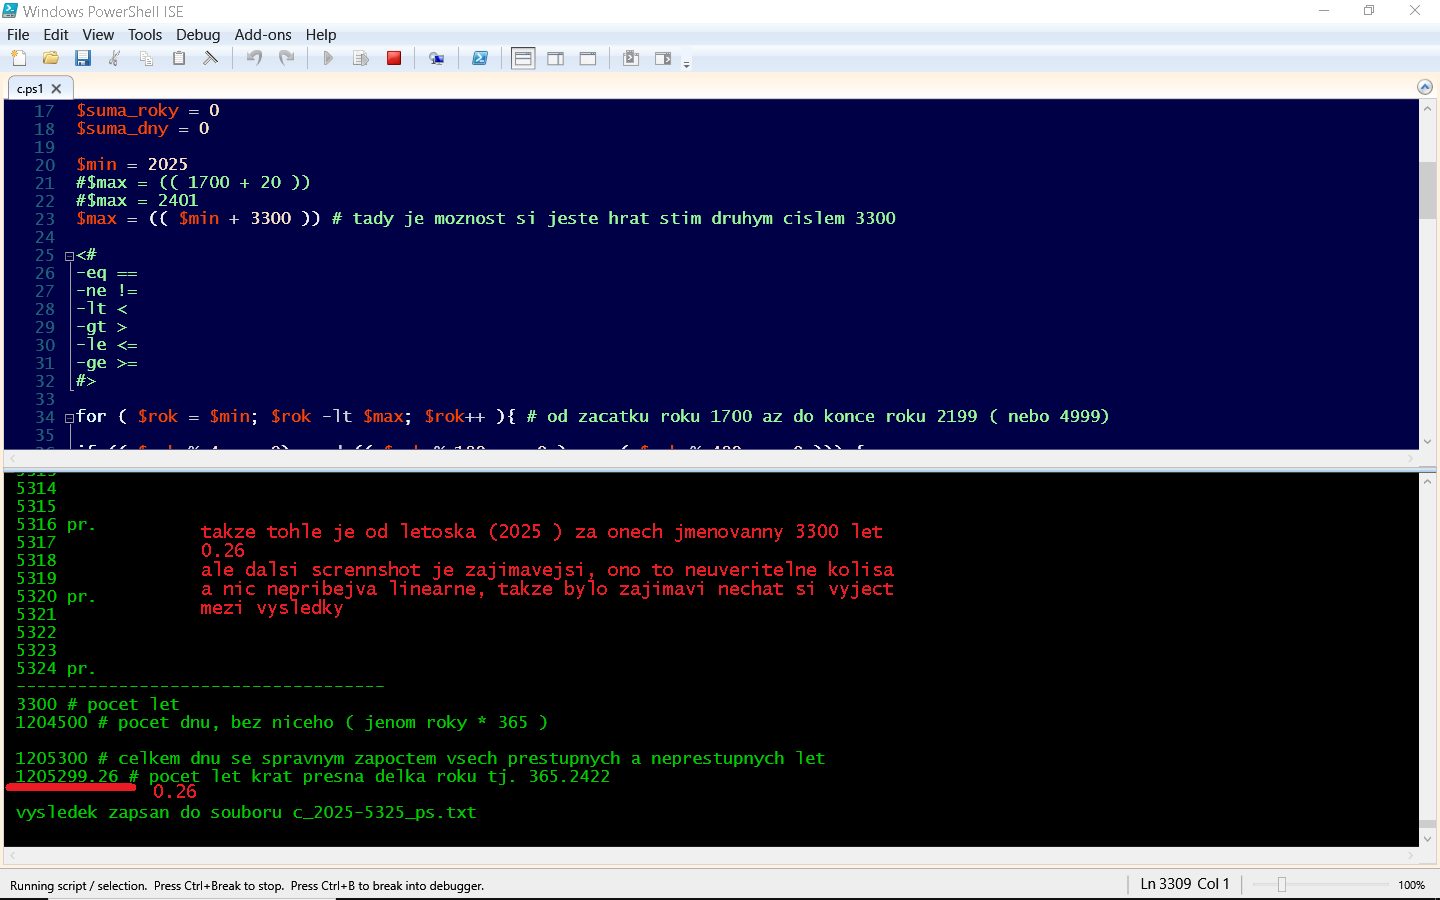 Windows PowerShell ISE
File Edit View Tools Debug Add-ons Help
c.ps1
17 $suma_roky = 0
18 $suma_dny = 0
19
20 $min = 2025
21 #$max = (( 1700 + 20 ))
22 #$max = 2401
23 $max = (( $min + 3300 )) # tady je moznost si jeste hrat stim druhym cislem 3300
24
25 <#
26 -eq ==
27 -ne !=
28 -lt <
29 -gt >
30 -le <=
31 -ge >=
32 #>
33
34 for ( $rok = $min; $rok -lt $max; $rok++ ){ # od zacatku roku 1700 az do konce roku 2199 ( nebo 4999)
35
5314
5315
5316 pr.
5317
5318
5319
5320 pr.
5321
5322
5323
5324 pr.
takze tohle je od letoska (2025 ) za onech jmenovanny 3300 let
0.26
ale dalsi scrennshot je zajimavejsi, ono to neuveritelne kolisa
a nic nepribejva linearne, takze bylo zajimavi nechat si vyject
mezi vysledky
------------------------------------
3300 # pocet let
1204500 # pocet dnu, bez niceho ( jenom roky * 365 )
1205300 # celkem dnu se spravnym zapoctem vsech prestupnych a neprestupnych let
1205299.26 # pocet let krat presna delka roku tj. 365.2422
0.26
vysledek zapsan do souboru c_2025-5325_ps.txt
Running script / selection. Press Ctrl+Break to stop. Press Ctrl+B to break into debugger.
Ln 3309 Col 1
100%